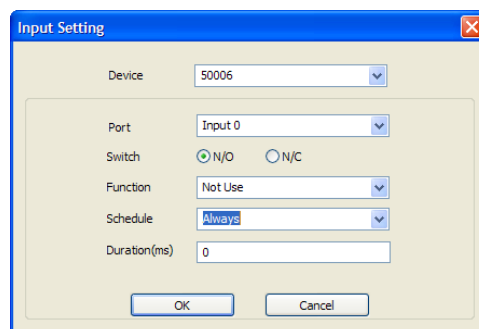 Input Setting
Device 50006
Port Input 0
Switch N/O N/C
Function Not Use
Schedule Always
Duration(ms) 0
OK Cancel